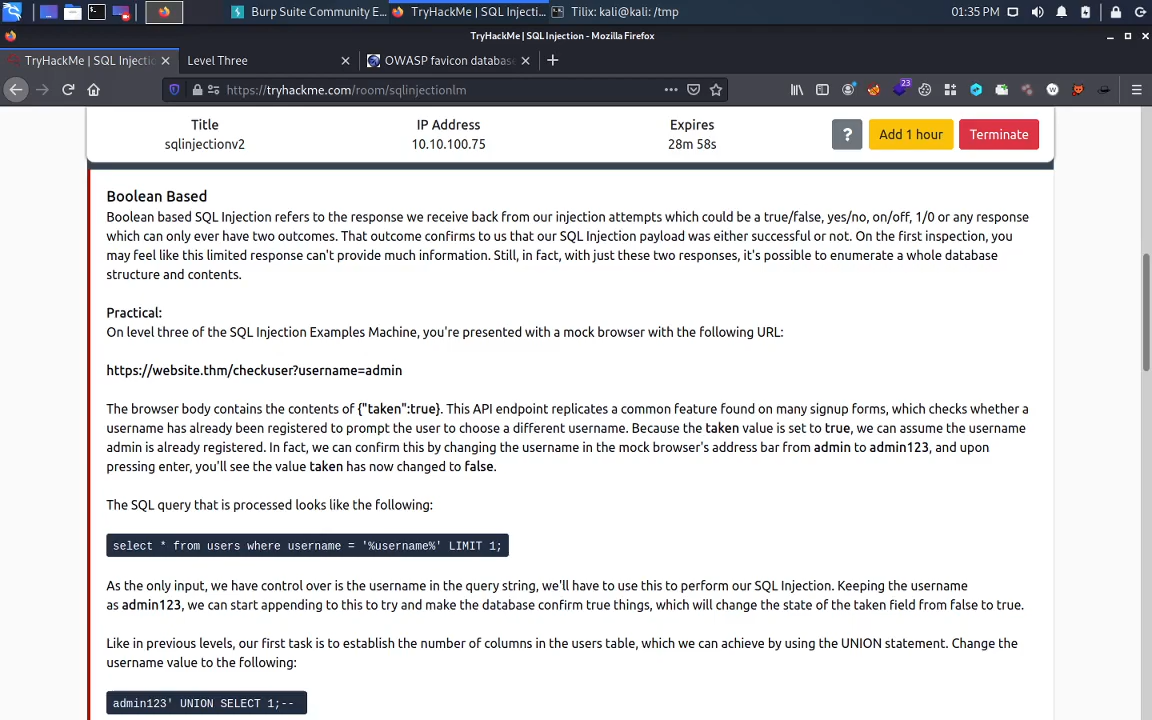 Burp Suite Community E...
TryHackMe | SQL Injecti...
Tilix: kali@kali: /tmp
01:35 PM
TryHackMe | SQL Injection - Mozilla Firefox
TryHackMe | SQL Injectio
Level Three
OWASP favicon database
https://tryhackme.com/room/sqlinjectionlm
23
Title
IP Address
Expires
sqlinjectionv2
10.10.100.75
28m 58s
?
Add 1 hour
Terminate
Boolean Based
Boolean based SQL Injection refers to the response we receive back from our injection attempts which could be a true/false, yes/no, on/off, 1/0 or any response
which can only ever have two outcomes. That outcome confirms to us that our SQL Injection payload was either successful or not. On the first inspection, you
may feel like this limited response can't provide much information. Still, in fact, with just these two responses, it's possible to enumerate a whole database
structure and contents.
Practical:
On level three of the SQL Injection Examples Machine, you're presented with a mock browser with the following URL:
https://website.thm/checkuser?username=admin
The browser body contains the contents of {"taken":true}. This API endpoint replicates a common feature found on many signup forms, which checks whether a
username has already been registered to prompt the user to choose a different username. Because the taken value is set to true, we can assume the username
admin is already registered. In fact, we can confirm this by changing the username in the mock browser's address bar from admin to admin123, and upon
pressing enter, you'll see the value taken has now changed to false.
The SQL query that is processed looks like the following:
select * from users where username = '%username%' LIMIT 1;
As the only input, we have control over is the username in the query string, we'll have to use this to perform our SQL Injection. Keeping the username
as admin123, we can start appending to this to try and make the database confirm true things, which will change the state of the taken field from false to true.
Like in previous levels, our first task is to establish the number of columns in the users table, which we can achieve by using the UNION statement. Change the
username value to the following:
admin123' UNION SELECT 1;--